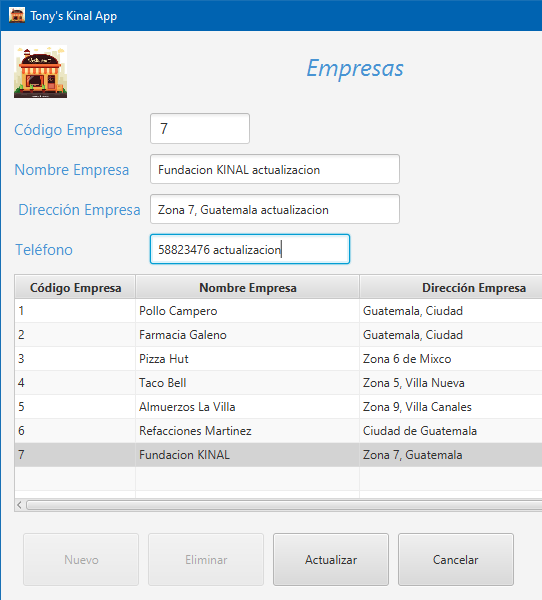 Tony's Kinal App
Empresas
Código Empresa 7
Nombre Empresa Fundacion KINAL actualizacion
Dirección Empresa Zona 7, Guatemala actualizacion
Teléfono 58823476 actualizacion
Código Empresa Nombre Empresa Dirección Empresa
1 Pollo Campero Guatemala, Ciudad
2 Farmacia Galeno Guatemala, Ciudad
3 Pizza Hut Zona 6 de Mixco
4 Taco Bell Zona 5, Villa Nueva
5 Almuerzos La Villa Zona 9, Villa Canales
6 Refacciones Martinez Ciudad de Guatemala
7 Fundacion KINAL Zona 7, Guatemala
Nuevo Eliminar Actualizar Cancelar